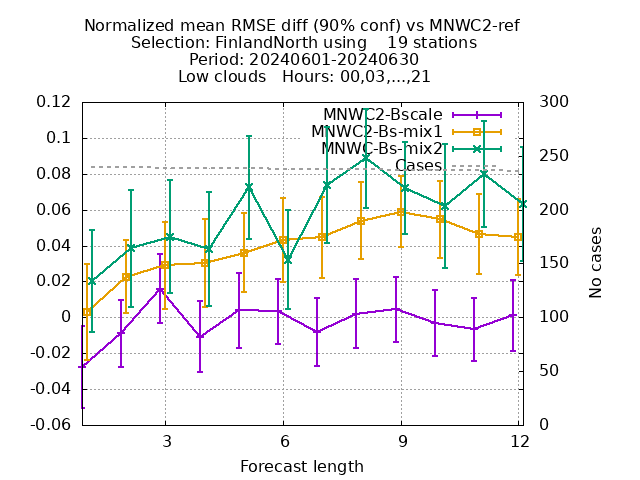 Normalized mean RMSE diff (90% conf) vs MNWC2-ref
Selection: FinlandNorth using    19 stations
Period: 20240601-20240630
Low clouds   Hours: 00,03,...,21
MNWC2-Bscale
MNWC2-Bs-mix1
MNWC-Bs-mix2
Cases
0.12
0.1
0.08
0.06
0.04
0.02
0
-0.02
-0.04
-0.06
300
250
200
150
100
50
0
No cases
3 6 9 12
Forecast length